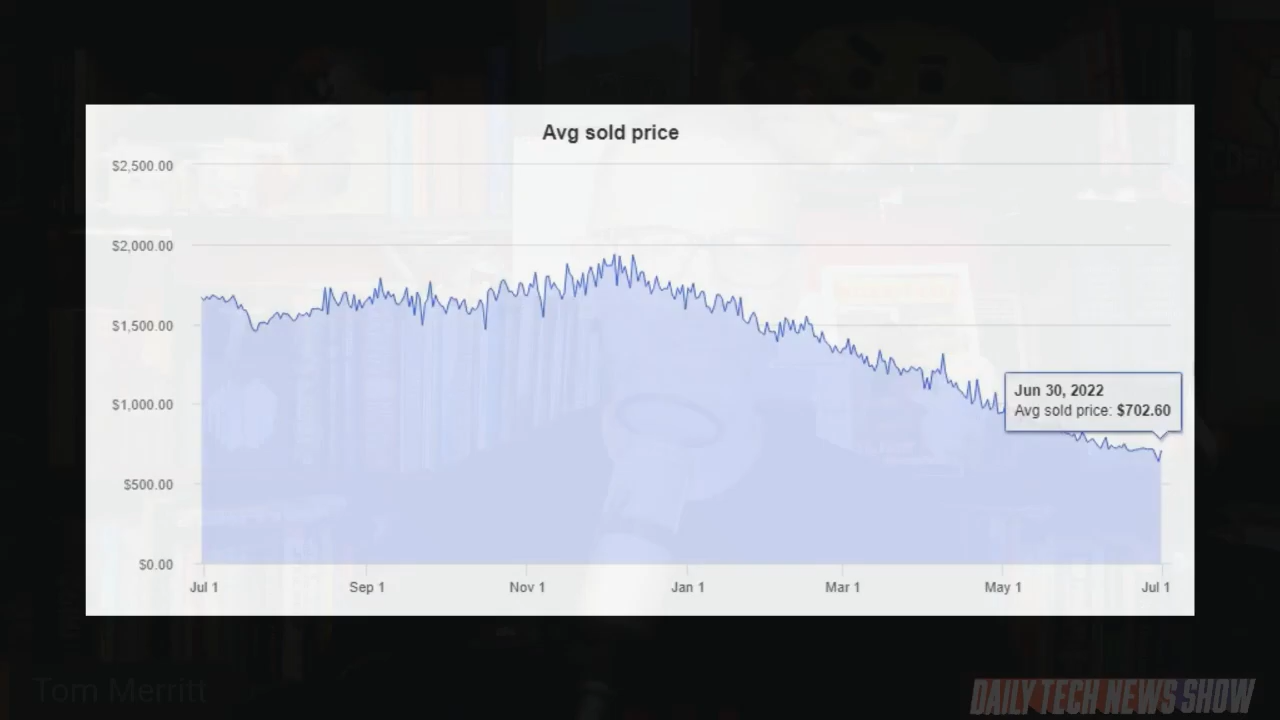 Avg sold price
$2,500.00
$2,000.00
$1,500.00
$1,000.00
$500.00
$0.00
Jun 30, 2022
Avg sold price: $702.60
Jul 1
Sep 1
Nov 1
Jan 1
Mar 1
May 1
Jul 1
Tom Merritt
DAILY TECH NEWS SHOW